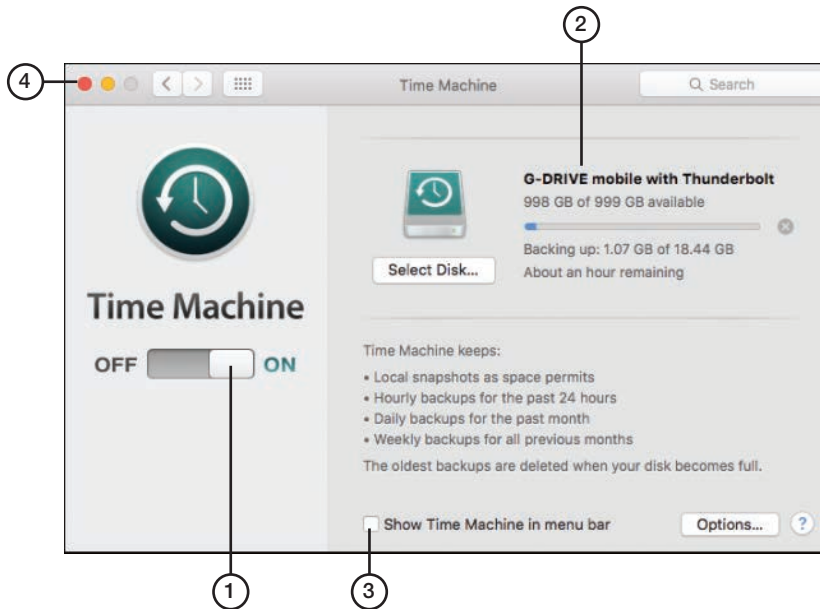 2
4
Time Machine
Search
G-DRIVE mobile with Thunderbolt
998 GB of 999 GB available
Backing up: 1.07 GB of 18.44 GB
Select Disk...
About an hour remaining
Time Machine
OFF ON
Time Machine keeps:
• Local snapshots as space permits
• Hourly backups for the past 24 hours
• Daily backups for the past month
• Weekly backups for all previous months
The oldest backups are deleted when your disk becomes full.
Show Time Machine in menu bar
Options...
?
1
3